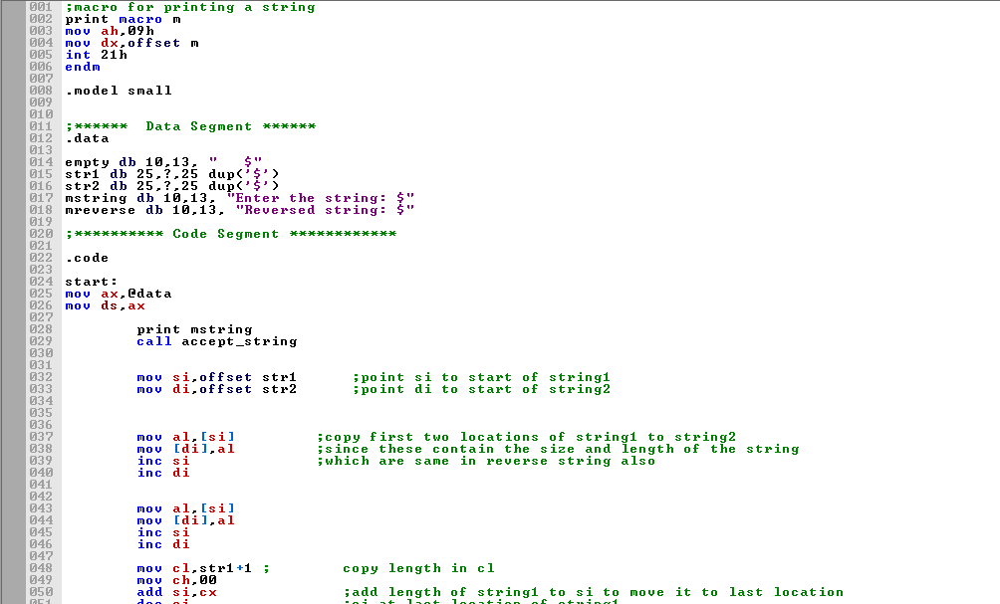 001 ;macro for printing a string
002 print macro m
003 mov ah,09h
004 mov dx,offset m
005 int 21h
006 endm
007
008 .model small
009
010
011 ;****** Data Segment ******
012 .data
013
014 empty db 10,13, "   $"
015 str1 db 25,?,25 dup('$')
016 str2 db 25,?,25 dup('$')
017 mstring db 10,13, "Enter the string: $"
018 mreverse db 10,13, "Reversed string: $"
019
020 ;********** Code Segment ************
021
022 .code
023
024 start:
025 mov ax,@data
026 mov ds,ax
027
028 print mstring
029 call accept_string
030
031
032 mov si,offset str1 ;point si to start of string1
033 mov di,offset str2 ;point di to start of string2
034
035
036
037 mov al,[si] ;copy first two locations of string1 to string2
038 mov [di],al ;since these contain the size and length of the string
039 inc si ;which are same in reverse string also
040 inc di
041
042
043 mov al,[si]
044 mov [di],al
045 inc si
046 inc di
047
048 mov cl,str1+1 ; copy length in cl
049 mov ch,00
050 add si,cx ;add length of string1 to si to move it to last location
051 dec si ;si at last location of string1